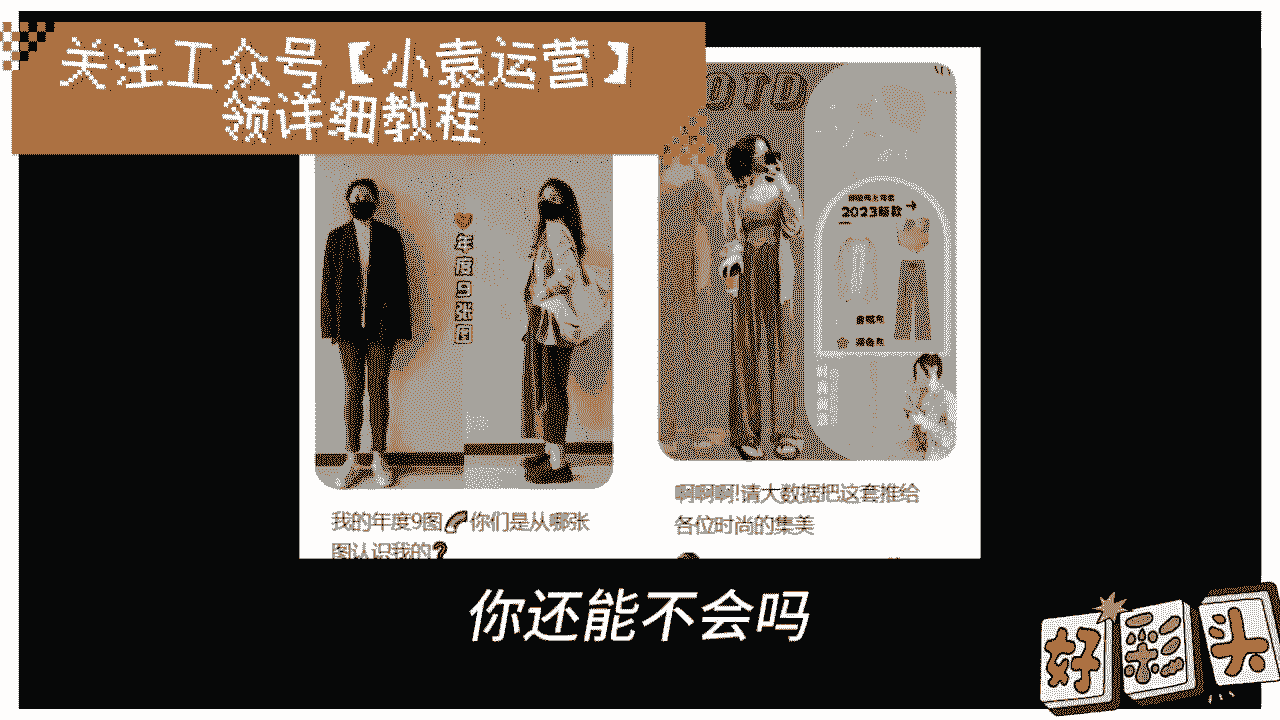 关注工众号【小袁运营】
领详细教程
OTD
年度9张图
2023新款
我的年度9图 你们是从哪张
图认识我的?
啊啊啊!请大数据把这套推给
各位时尚的集美
你还能不会吗
好彩头